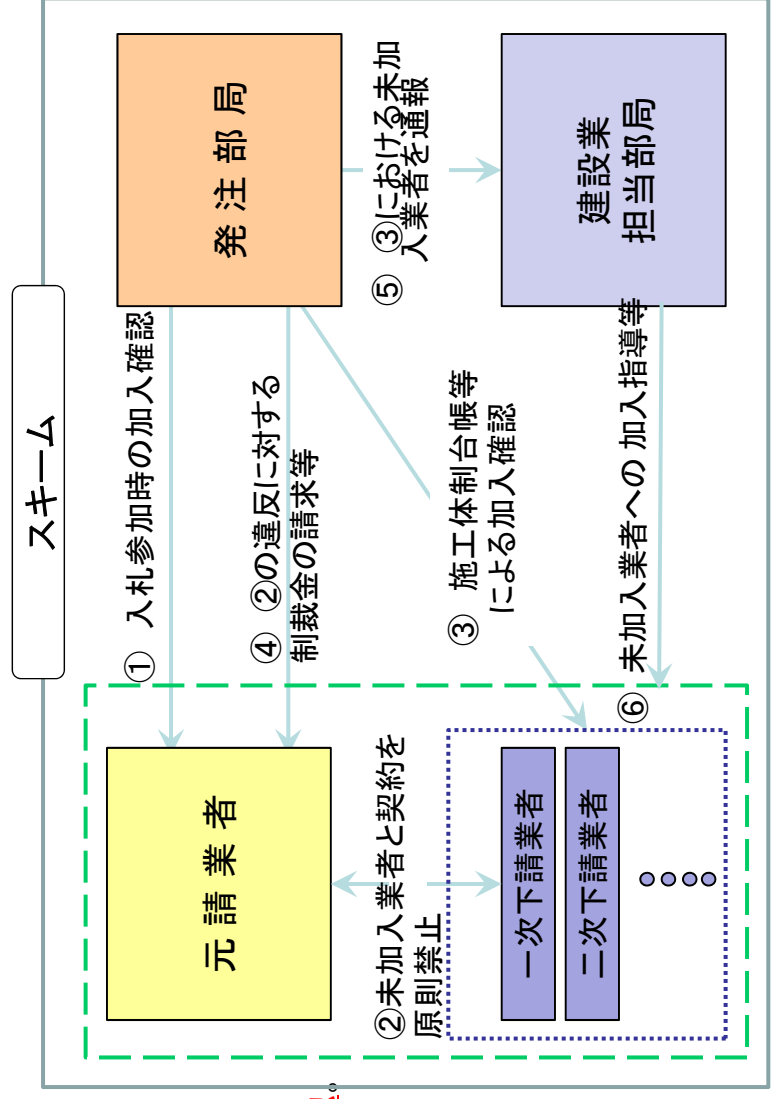 スキーム
発注部局
① 入札参加時の加入確認
④ ②の違反に対する
制裁金の請求等
元請業者
⑤ ③における未加
入業者を通報
③ 施工体制台帳等
による加入確認
②未加入業者と契約を
原則禁止
建設業
担当部局
⑥ 未加入業者への加入指導等
一次下請業者
二次下請業者